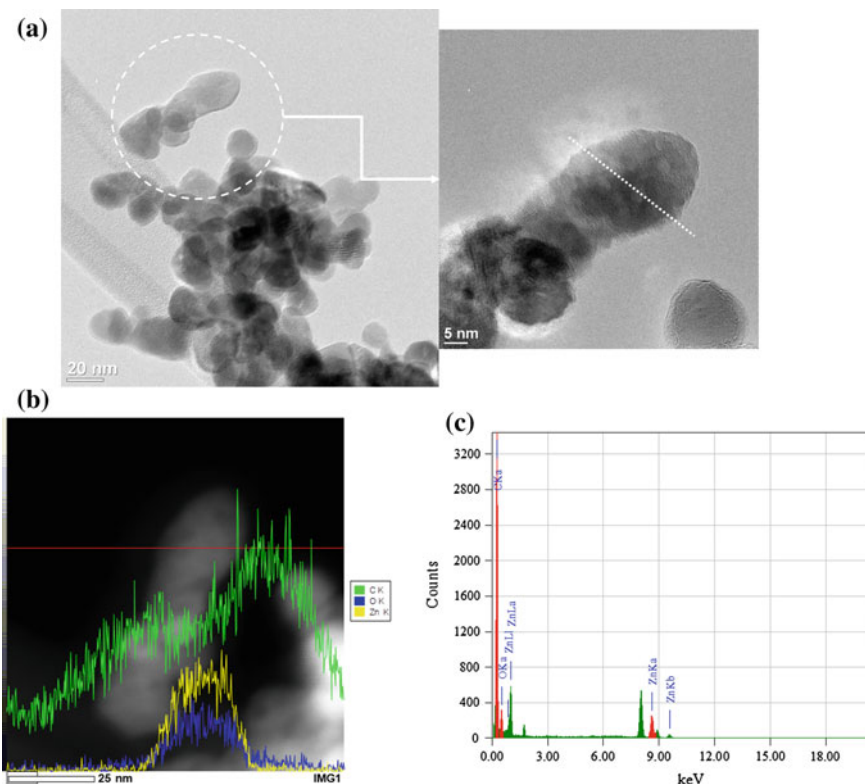 (a)
20 nm
5 nm
(b)
C K
O K
Zn K
25 nm
IMG1
(c)
Counts
3200
2800
2400
2000
1600
1200
800
400
0
CKa
OKa
ZnLl
ZnLa
ZnKa
ZnKb
0.00
3.00
6.00
9.00
12.00
15.00
18.00
keV